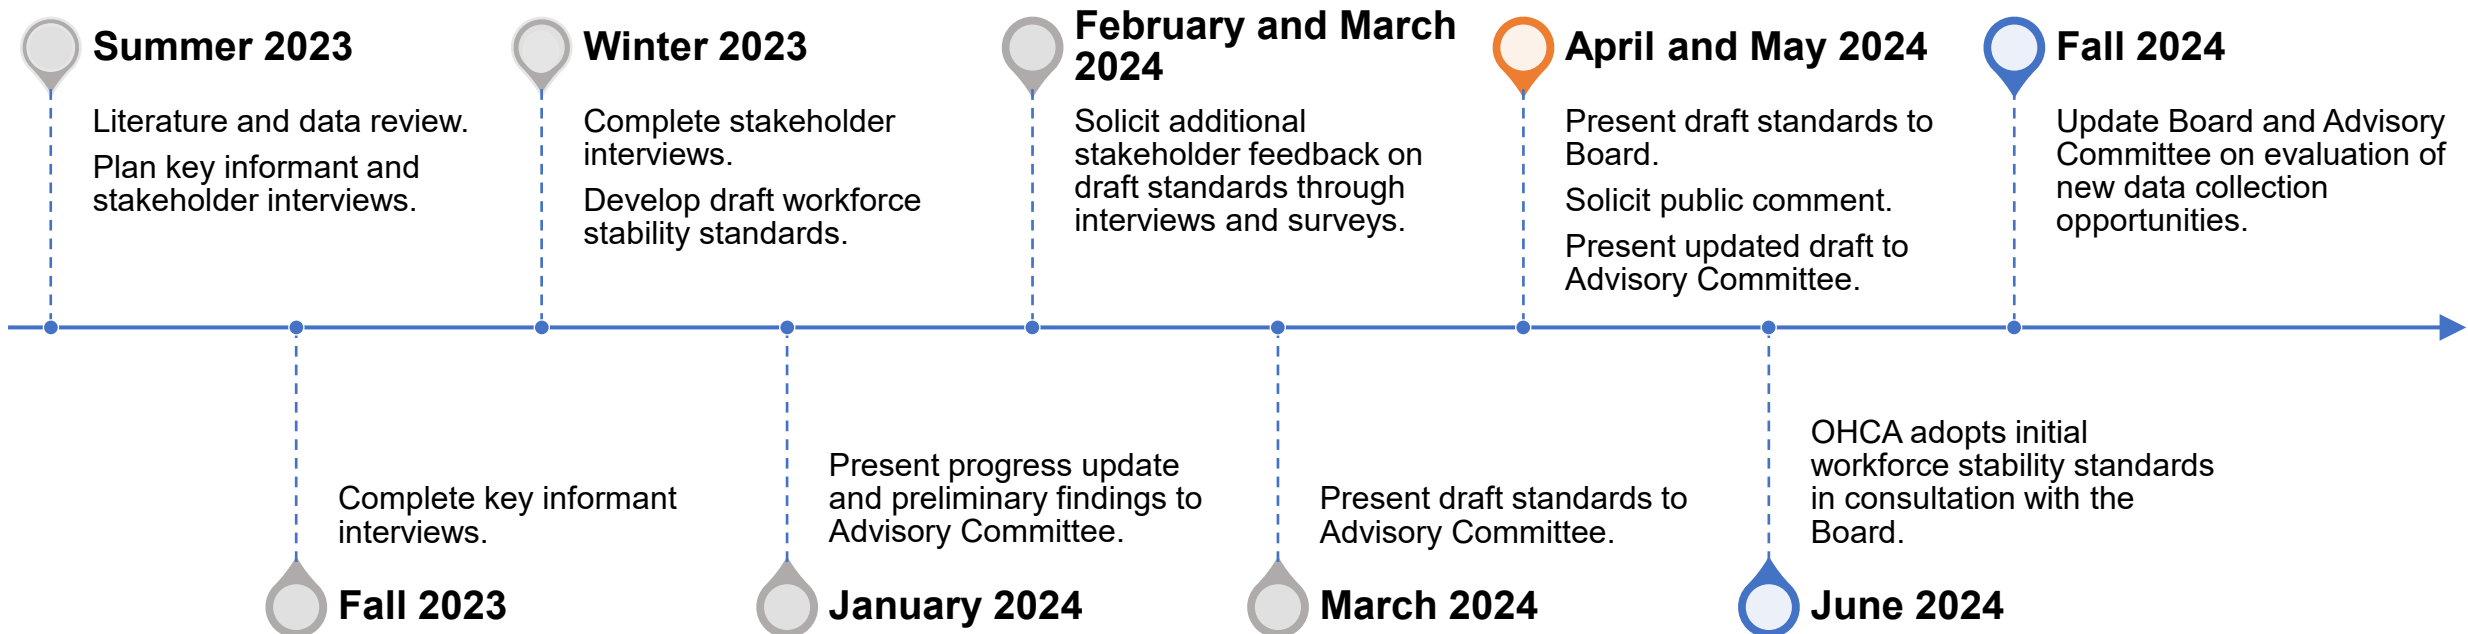 Summer 2023
Literature and data review.
Plan key informant and
stakeholder interviews.
Complete key informant
interviews.
Fall 2023
Winter 2023
Complete stakeholder
interviews.
Develop draft workforce
stability standards.
Present progress update
and preliminary findings to
Advisory Committee.
January 2024
February and March
2024
Solicit additional
stakeholder feedback on
draft standards through
interviews and surveys.
Present draft standards to
Advisory Committee.
March 2024
April and May 2024
Present draft standards to
Board.
Solicit public comment.
Present updated draft to
Advisory Committee.
OHCA adopts initial
workforce stability standards
in consultation with the
Board.
June 2024
Fall 2024
Update Board and Advisory
Committee on evaluation of
new data collection
opportunities.